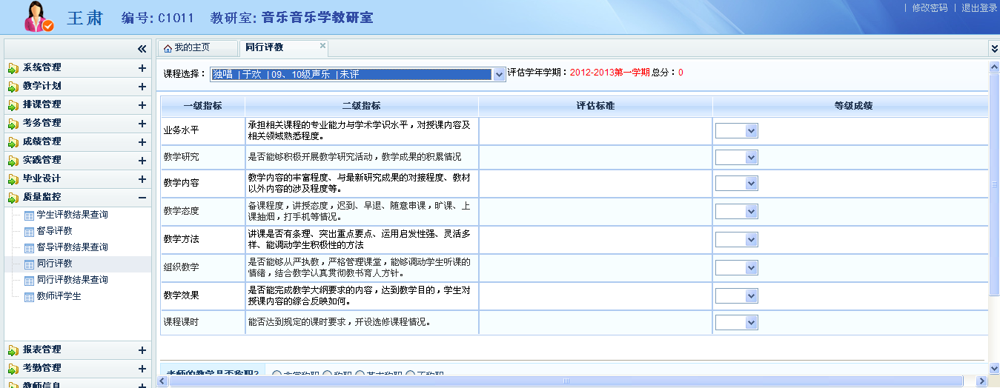 王肃 编号: C1011 教研室: 音乐音乐学教研室
| 修改密码 | 退出登录
我的主页 同行评教
系统管理
教学计划
排课管理
考务管理
成绩管理
实践管理
毕业设计
质量监控
学生评教结果查询
督导评教
督导评教结果查询
同行评教
同行评教结果查询
教师评学生
报表管理
考勤管理
教师信息
课程选择： 独唱 |于欢 |09、10级声乐 |未评 评估学年学期：2012-2013第一学期 总分：0
一级指标 二级指标 评估标准 等级成绩
业务水平 承担相关课程的专业能力与学术学识水平，对授课内容及
相关领域熟悉程度。
教学研究 是否能够积极开展教学研究活动，教学成果的积累情况
教学内容 教学内容的丰富程度、与最新研究成果的对接程度、教材
以外内容的涉及程度等。
教学态度 备课程度，讲授态度，迟到、早退、随意串课，旷课、上
课抽烟，打手机等情况。
教学方法 讲课是否有条理、突出重点要点、运用启发性强、灵活多
样、能调动学生积极性的方法
组织教学 是否能够从严执教，严格管理课堂，能够调动学生听课的
情绪，结合教学认真贯彻教书育人方针。
教学效果 是否能完成教学大纲要求的内容，达到教学目的，学生对
授课内容的综合反映如何。
课程课时 能否达到规定的课时要求，开设选修课程情况。
老师的教学是否称职? 非常称职 称职 基本称职 不称职